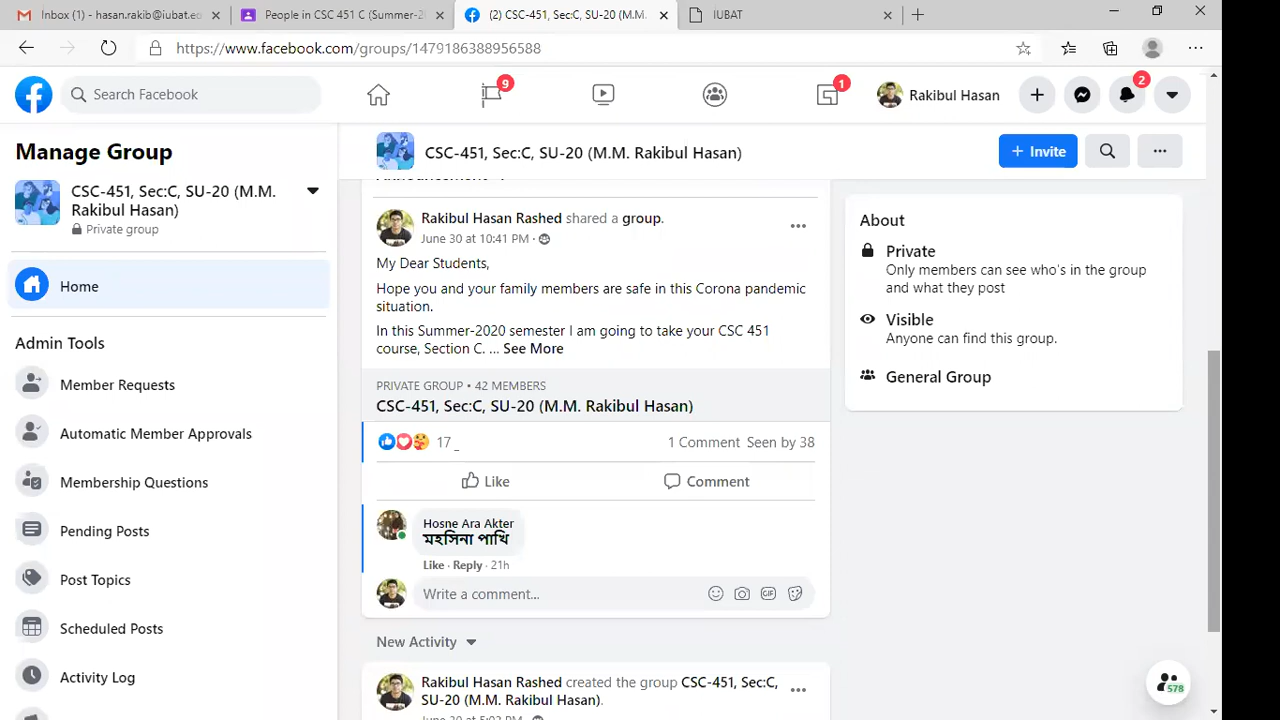 Inbox (1) - hasan.rakib@iubat.ed
People in CSC 451 C (Summer-2
(2) CSC-451, Sec:C, SU-20 (M.M.
IUBAT
https://www.facebook.com/groups/1479186388956588
Search Facebook
9
1
Rakibul Hasan
2
Manage Group
CSC-451, Sec:C, SU-20 (M.M.
Rakibul Hasan)
Private group
Home
Admin Tools
Member Requests
Automatic Member Approvals
Membership Questions
Pending Posts
Post Topics
Scheduled Posts
Activity Log
CSC-451, Sec:C, SU-20 (M.M. Rakibul Hasan)
+ Invite
Rakibul Hasan Rashed shared a group.
June 30 at 10:41 PM ·
My Dear Students,
Hope you and your family members are safe in this Corona pandemic
situation.
In this Summer-2020 semester I am going to take your CSC 451
course, Section C. ... See More
PRIVATE GROUP • 42 MEMBERS
CSC-451, Sec:C, SU-20 (M.M. Rakibul Hasan)
17
1 Comment Seen by 38
Like
Comment
Hosne Ara Akter
মহসিনা পাখি
Like · Reply · 21h
Write a comment...
GIF
New Activity
Rakibul Hasan Rashed created the group CSC-451, Sec:C,
SU-20 (M.M. Rakibul Hasan).
About
Private
Only members can see who's in the group
and what they post
Visible
Anyone can find this group.
General Group
578